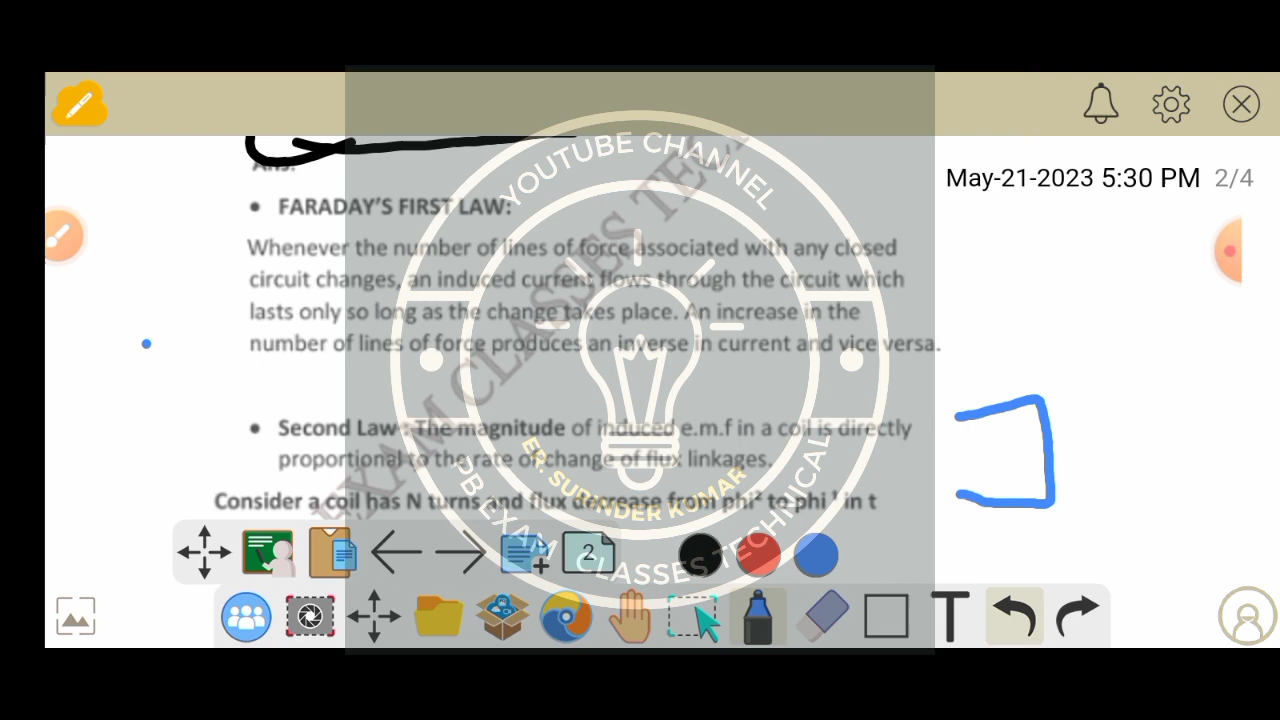 Ans:
May-21-2023 5:30 PM 2/4
• FARADAY'S FIRST LAW:
Whenever the number of lines of force associated with any closed
circuit changes, an induced current flows through the circuit which
lasts only so long as the change takes place. An increase in the
number of lines of force produces an inverse in current and vice versa.
• Second Law : The magnitude of induced e.m.f in a coil is directly
proportional to the rate of change of flux linkages.
Consider a coil has N turns and flux decrease from phi² to phi ¹ in t
YOUTUBE CHANNEL
ER. SURINDER KUMAR
PB EXAM CLASSES TECHNICAL
EXAM CLASSES TEC
2
T